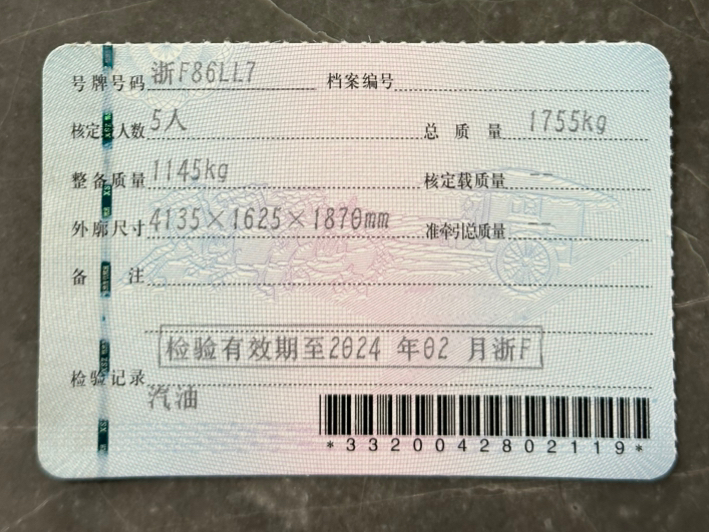 号牌号码 浙F86LL7 档案编号
核定 人数 5人 总质量 1755kg
整备质量 1145kg 核定载质量 --
外廓尺寸 4135×1625×1870mm 准牵引总质量 --
备注
检验有效期至2024 年02 月浙F
检验记录
汽油
*3320042802119*